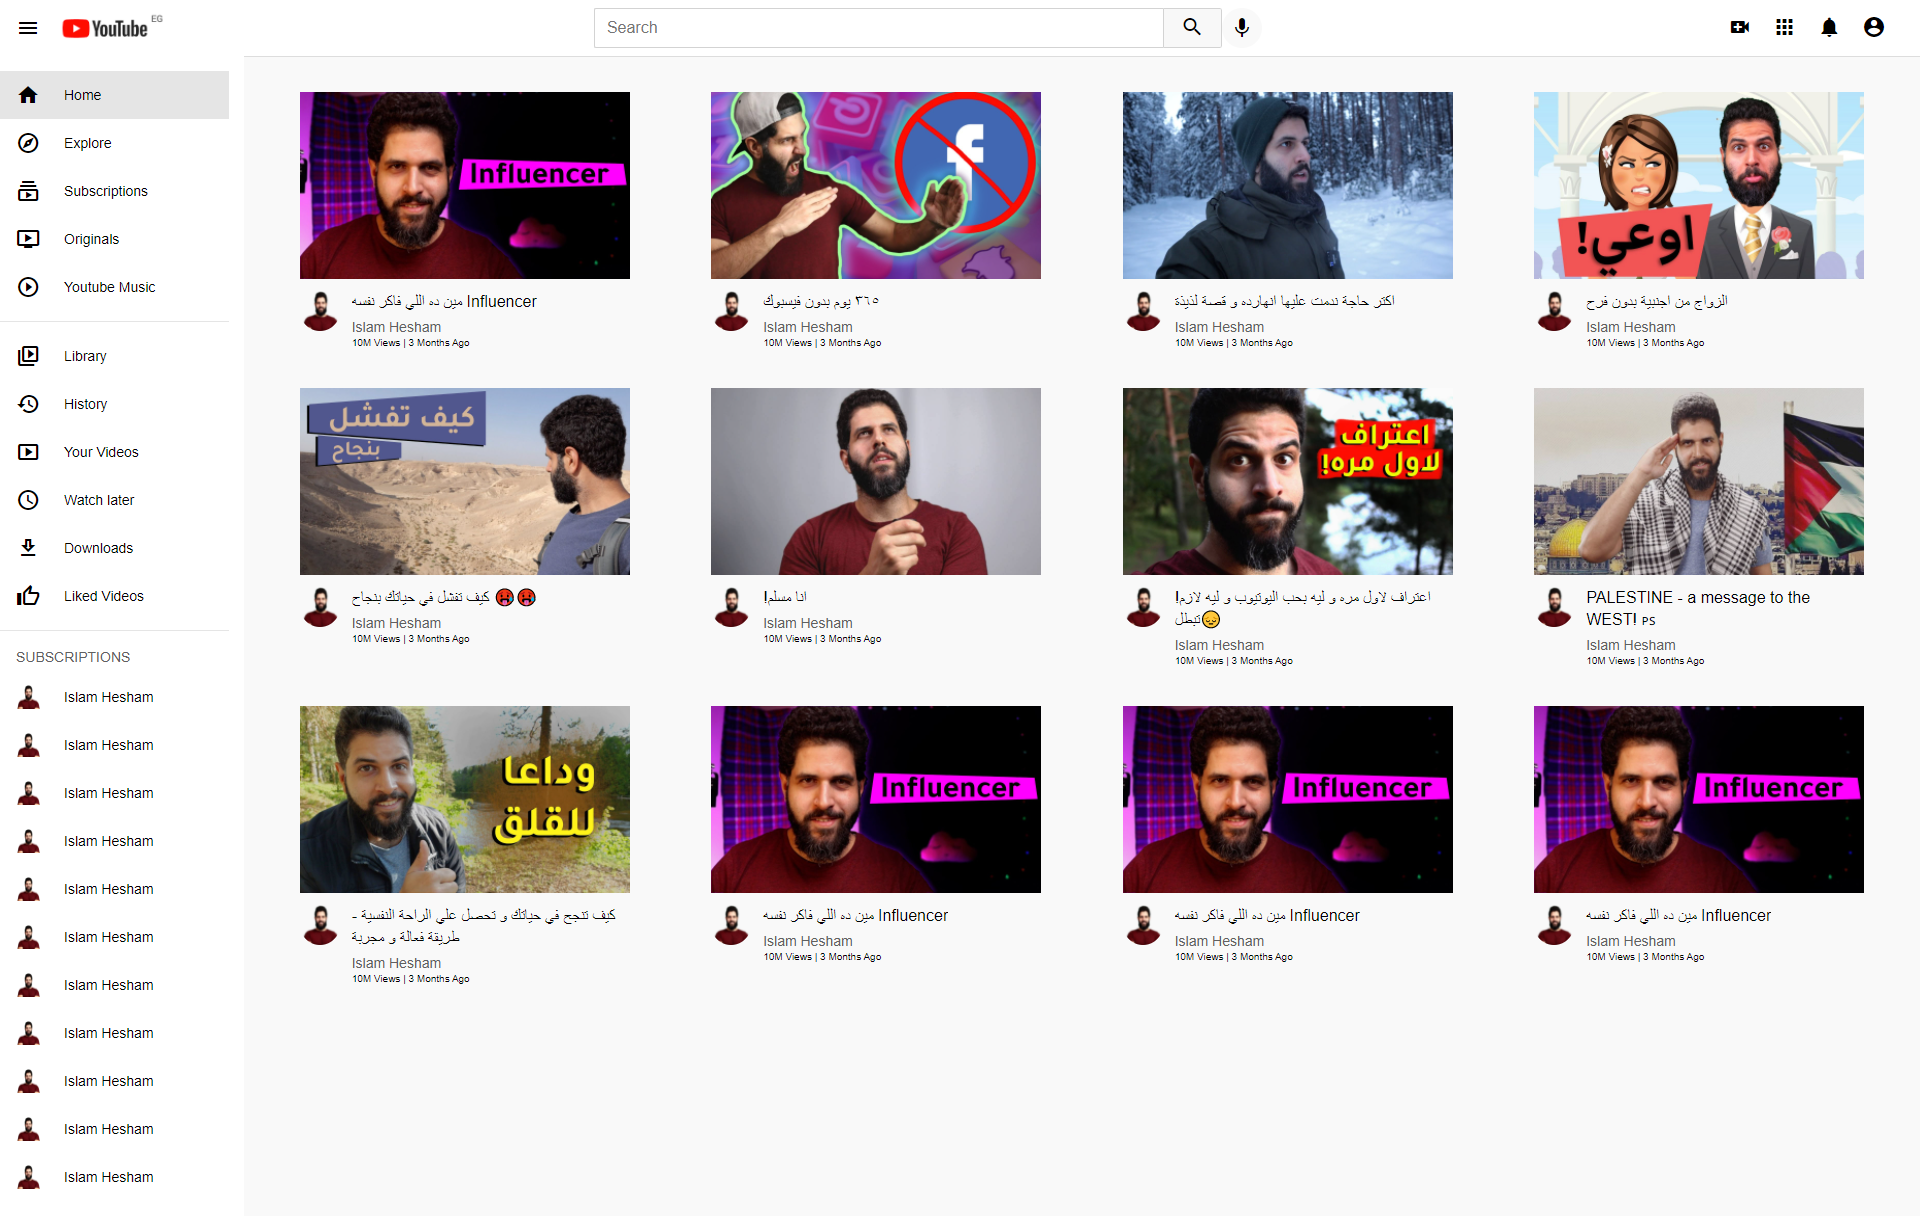 YouTube EG
Search
Home
Explore
Subscriptions
Originals
Youtube Music
Library
History
Your Videos
Watch later
Downloads
Liked Videos
SUBSCRIPTIONS
Islam Hesham
Islam Hesham
Islam Hesham
Islam Hesham
Islam Hesham
Islam Hesham
Islam Hesham
Islam Hesham
Islam Hesham
Islam Hesham
Islam Hesham
Influencer
مين ده اللي فاكر نفسه Influencer
Islam Hesham
10M Views | 3 Months Ago
f
٣٦٥ يوم بدون فيسبوك
Islam Hesham
10M Views | 3 Months Ago
اكتر حاجة ندمت عليها انهارده و قصة لذيذة
Islam Hesham
10M Views | 3 Months Ago
اوعي!
الزواج من اجنبية بدون فرح
Islam Hesham
10M Views | 3 Months Ago
كيف تفشل
بنجاح
كيف تفشل في حياتك بنجاح 🥵🥵
Islam Hesham
10M Views | 3 Months Ago
انا مسلم!
Islam Hesham
10M Views | 3 Months Ago
اعتراف
لاول مره!
اعتراف لاول مره و ليه بحب اليوتيوب و ليه لازم!
تبطل😔
Islam Hesham
10M Views | 3 Months Ago
PALESTINE - a message to the
WEST! PS
Islam Hesham
10M Views | 3 Months Ago
وداعا
للقلق
كيف تنجح في حياتك و تحصل علي الراحة النفسية -
طريقة فعالة و مجربة
Islam Hesham
10M Views | 3 Months Ago
Influencer
مين ده اللي فاكر نفسه Influencer
Islam Hesham
10M Views | 3 Months Ago
Influencer
مين ده اللي فاكر نفسه Influencer
Islam Hesham
10M Views | 3 Months Ago
Influencer
مين ده اللي فاكر نفسه Influencer
Islam Hesham
10M Views | 3 Months Ago